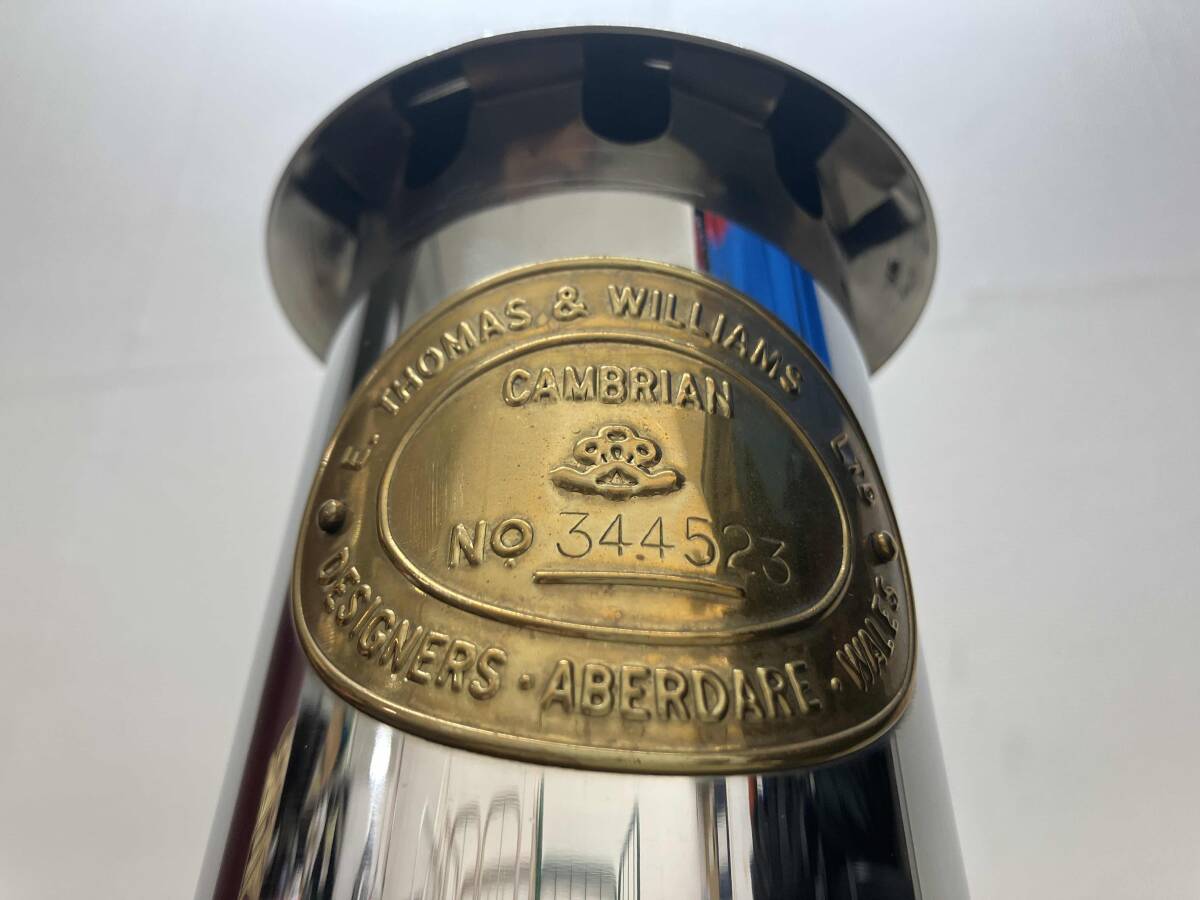 E. THOMAS & WILLIAMS LTD
CAMBRIAN
No 344523
DESIGNERS · ABERDARE · WALES